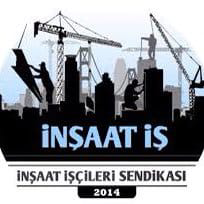 İNŞAAT İŞ
İNŞAAT İŞÇİLERİ SENDİKASI
2014